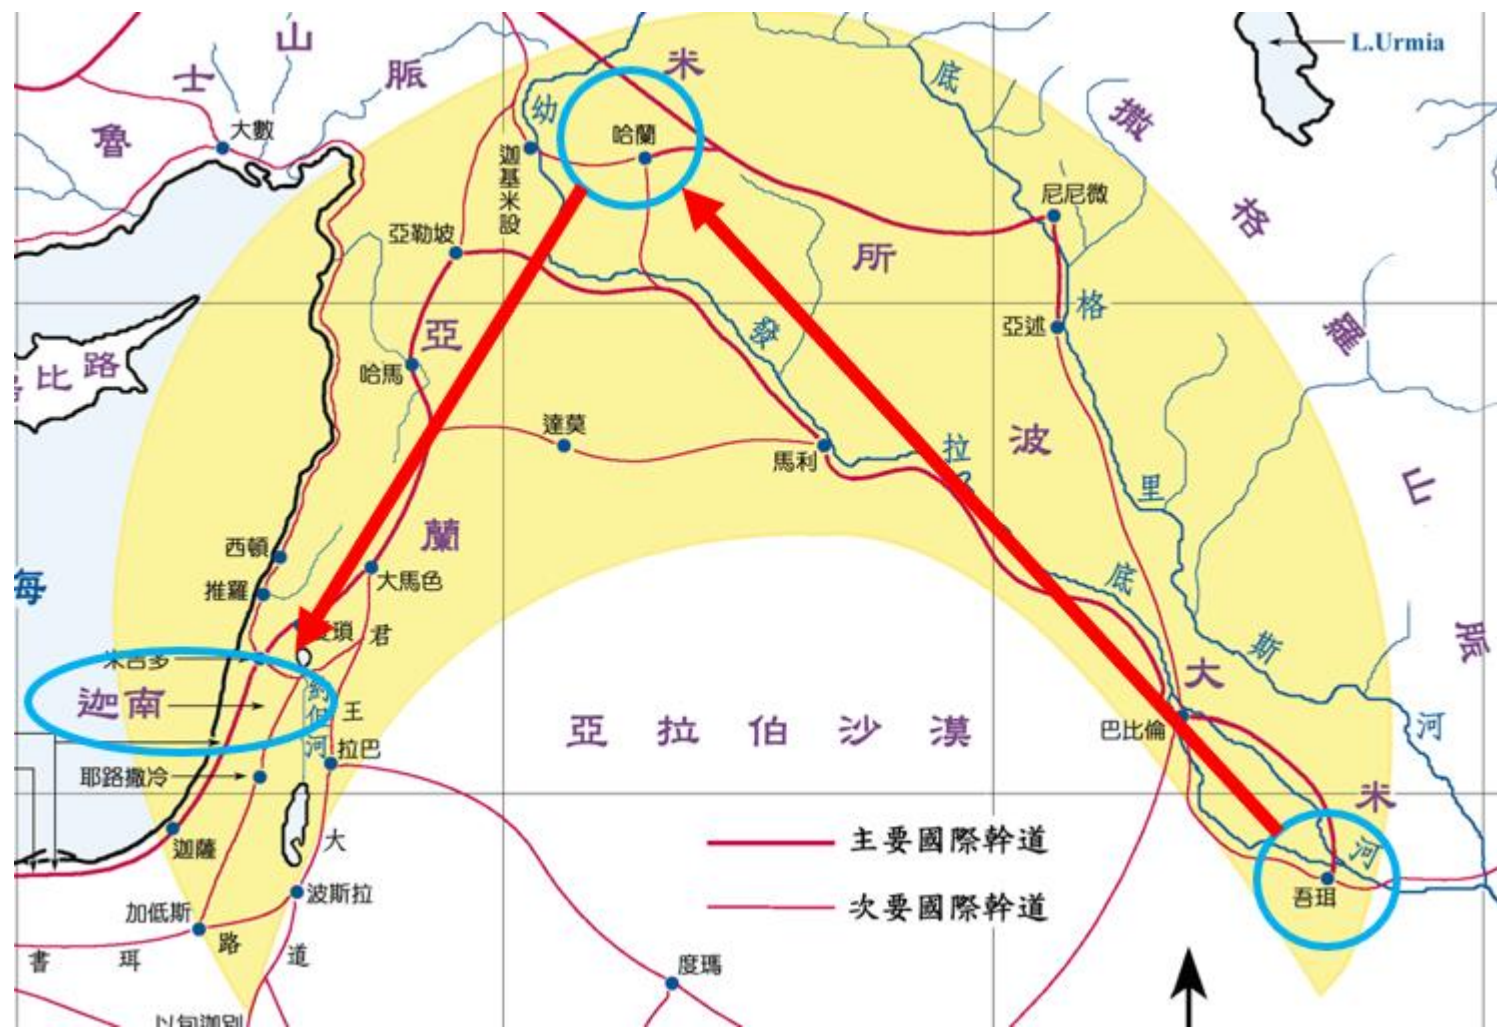 山
士
脈
魯
大數
L.Urmia
米
底
撒
幼
哈蘭
迦基米設
尼尼微
格
亞勒坡
所
亞
發
格
亞述
羅
哈馬
比路
達莫
馬利
拉
波
里
山
蘭
西頓
推羅
大馬色
底
海
瑣
君
斯
脈
大
迦南
約但河
王
亞拉伯沙漠
巴比倫
河
拉巴
耶路撒冷
米
迦薩
大
主要國際幹道
河
波斯拉
次要國際幹道
吾珥
加低斯
路
道
書珥
度瑪